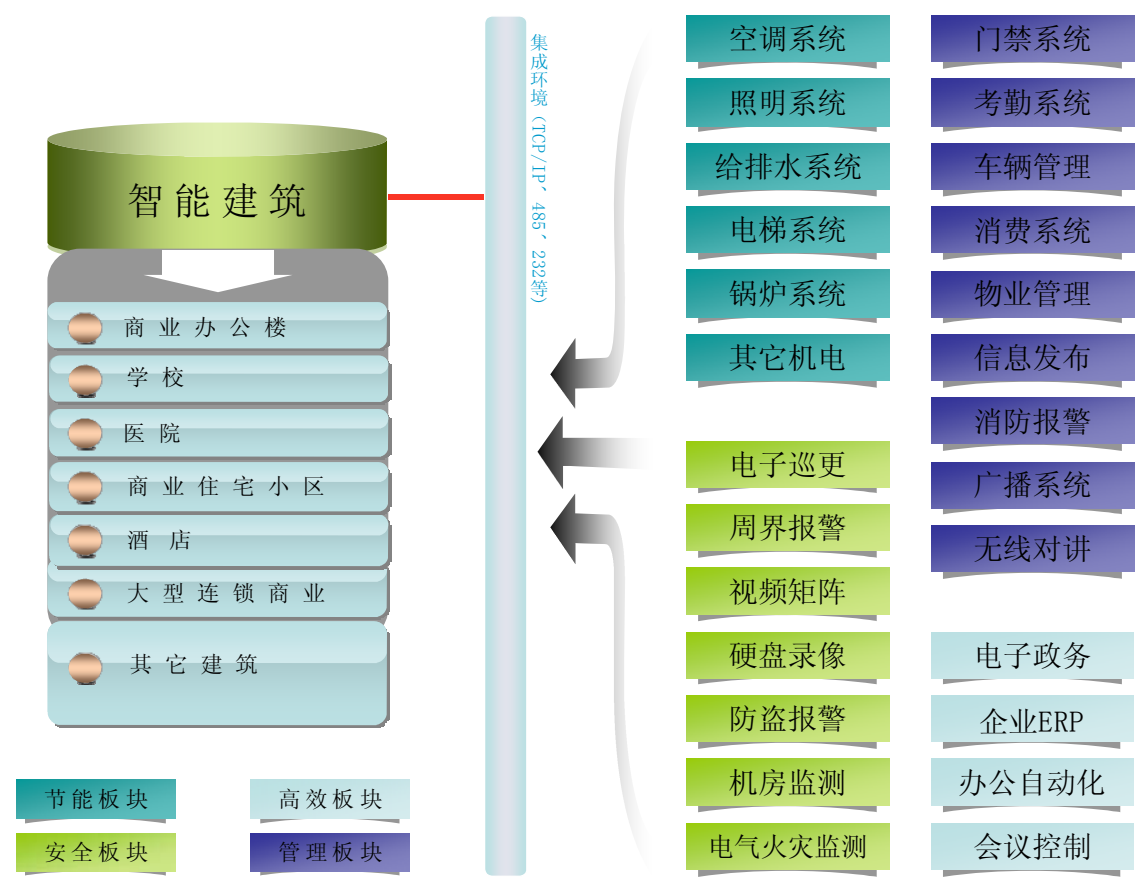 智能建筑
商业办公楼
学校
医院
商业住宅小区
酒店
大型连锁商业
其它建筑
节能板块
高效板块
安全板块
管理板块
集成环境（TCP/IP、485、232等）
空调系统
照明系统
给排水系统
电梯系统
锅炉系统
其它机电
电子巡更
周界报警
视频矩阵
硬盘录像
防盗报警
机房监测
电气火灾监测
门禁系统
考勤系统
车辆管理
消费系统
物业管理
信息发布
消防报警
广播系统
无线对讲
电子政务
企业ERP
办公自动化
会议控制